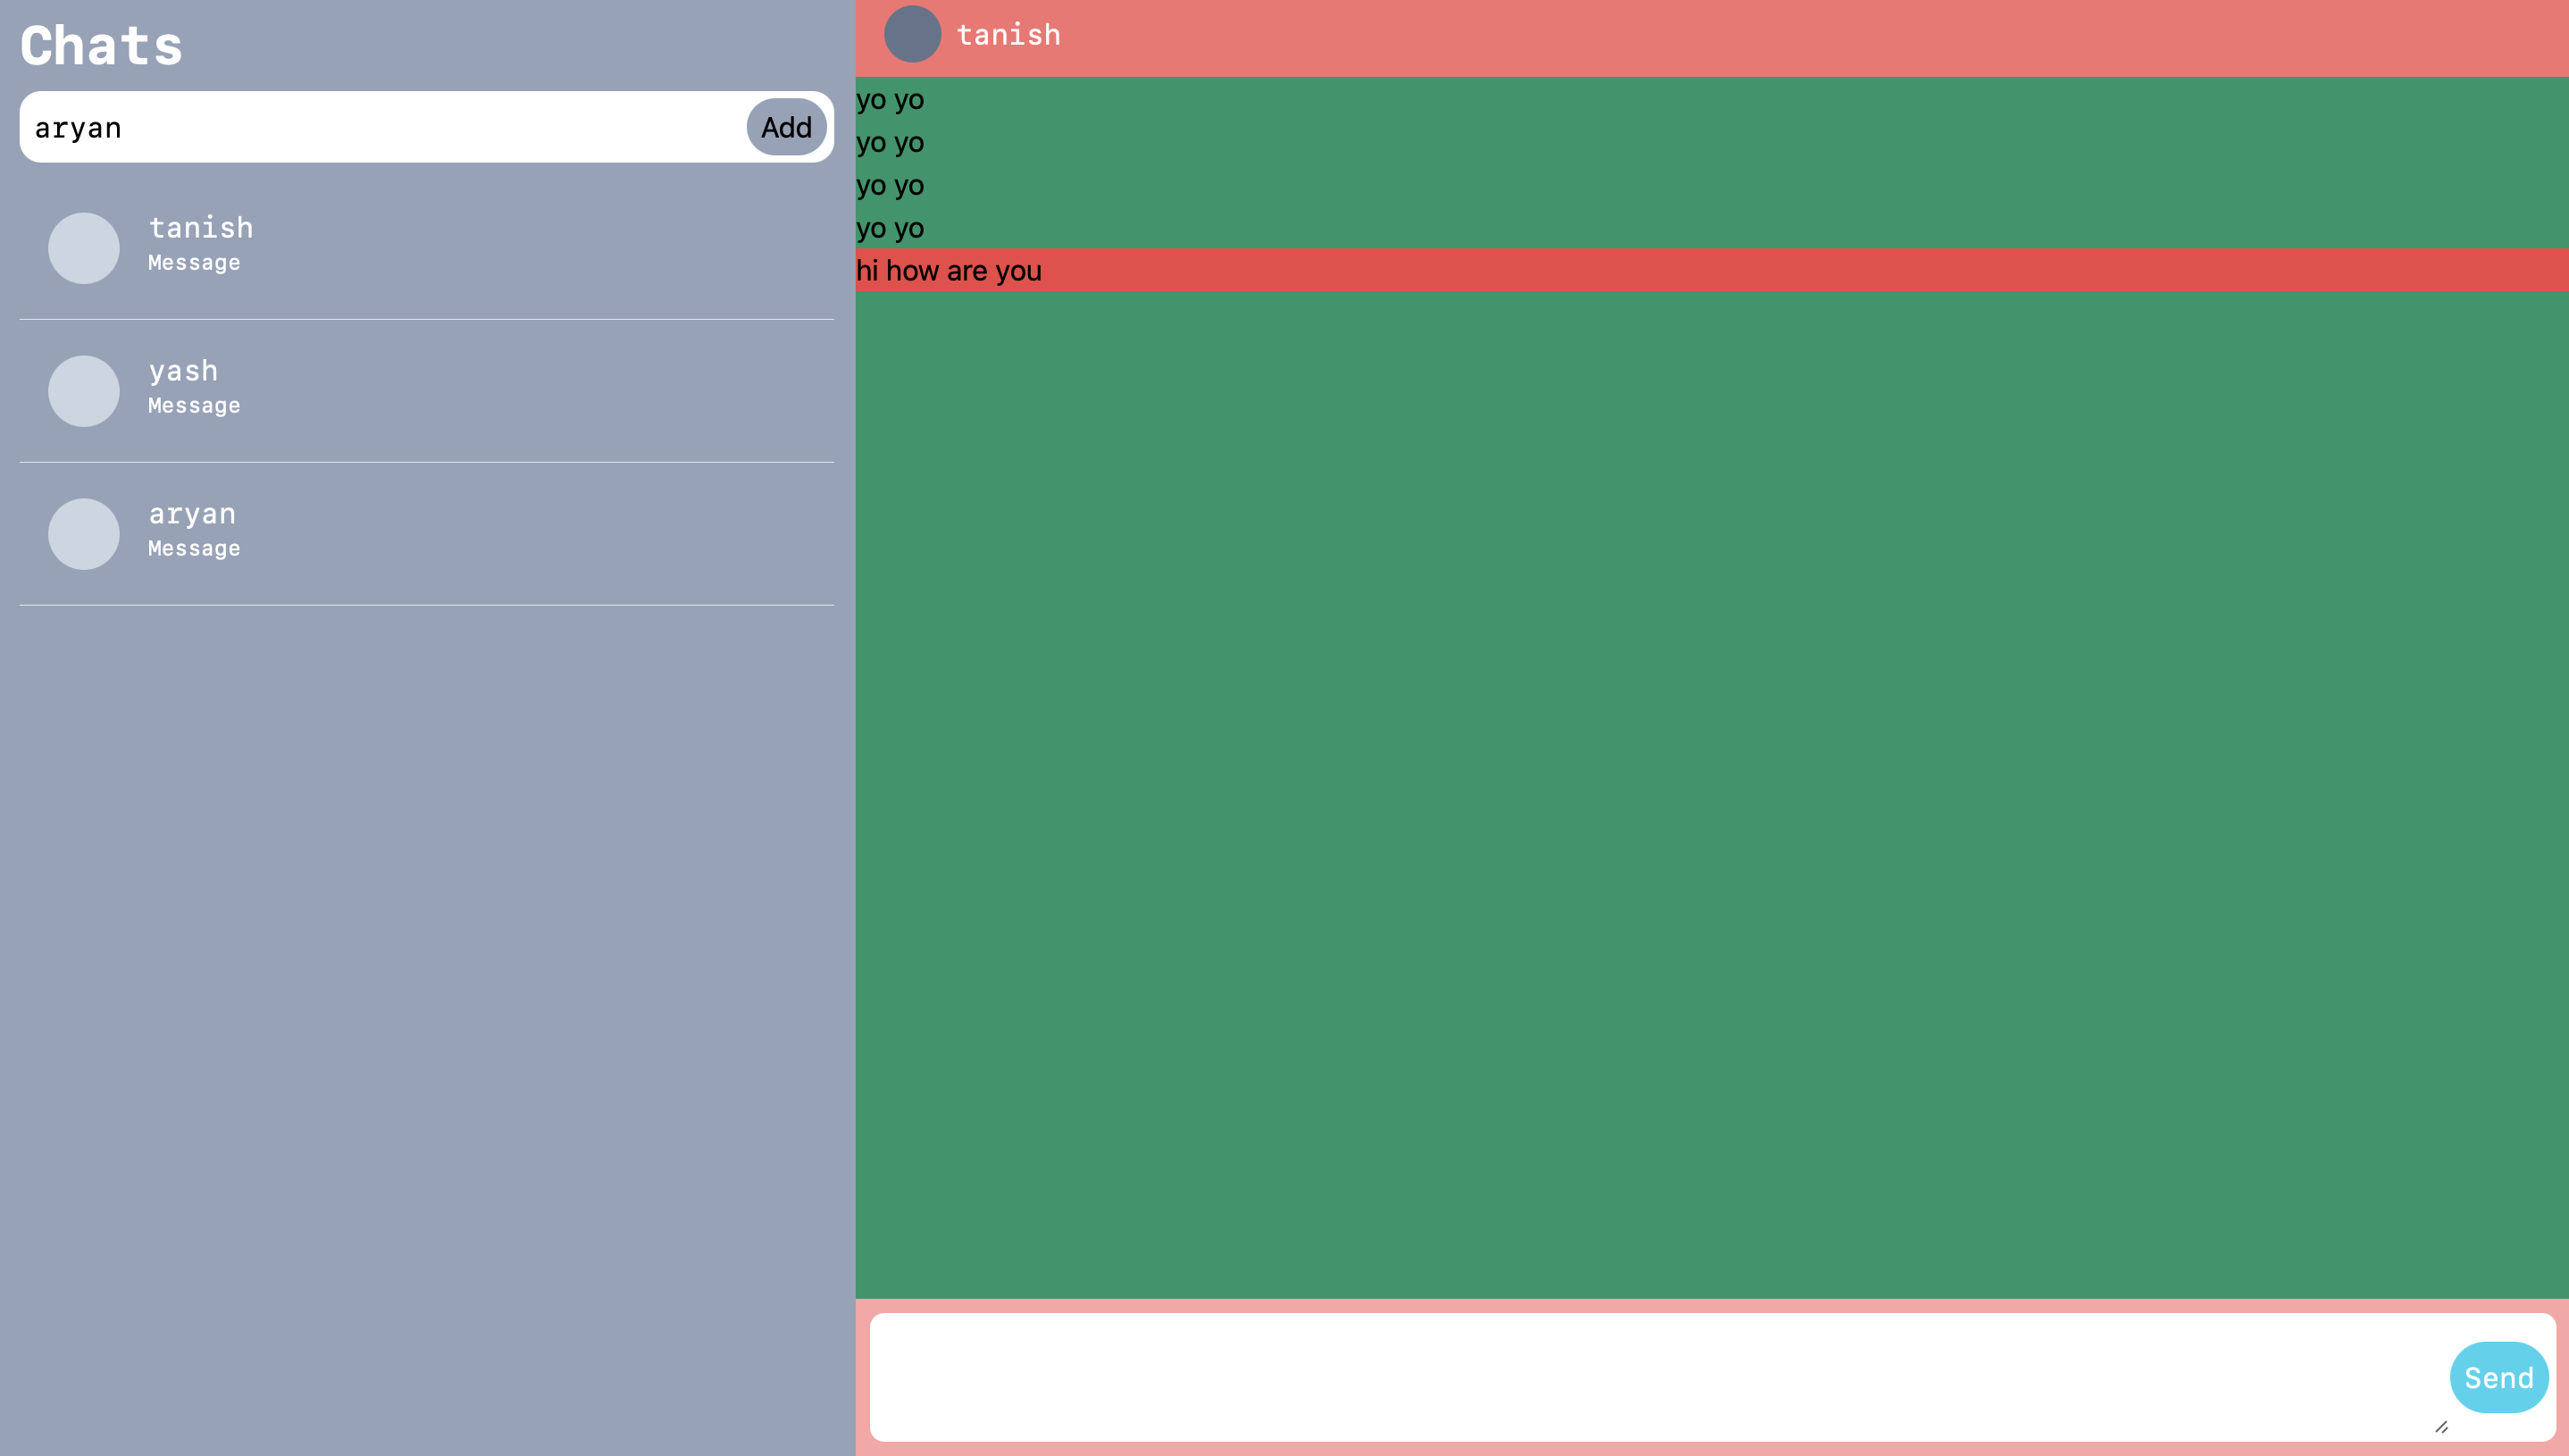 Chats
aryan
Add
tanish
Message
yash
Message
aryan
Message
tanish
yo yo
yo yo
yo yo
yo yo
hi how are you
Send